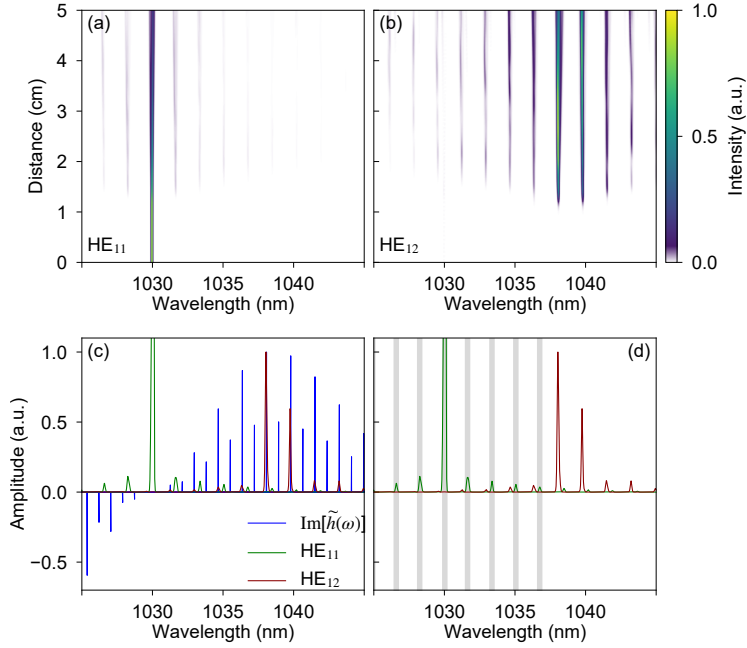 (a)
(b)
5
4
3
2
1
0
Distance (cm)
HE11
HE12
1030
1035
1040
Wavelength (nm)
1030
1035
1040
Wavelength (nm)
1.0
0.5
0.0
Intensity (a.u.)
(c)
(d)
1.0
0.5
0.0
−0.5
Amplitude (a.u.)
Im[h̃(ω)]
HE11
HE12
1030
1035
1040
Wavelength (nm)
1030
1035
1040
Wavelength (nm)